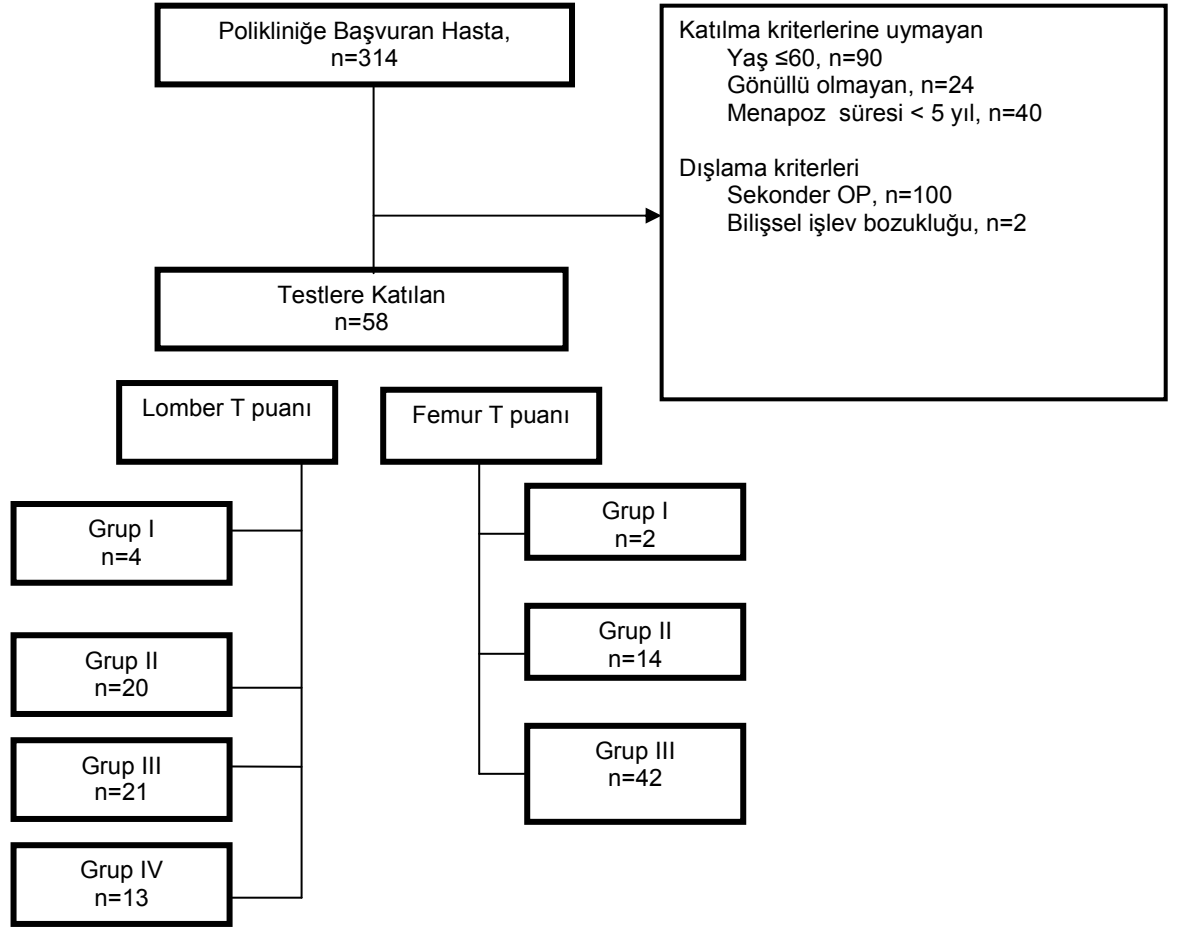 Polikliniğe Başvuran Hasta,
n=314
Katılma kriterlerine uymayan
Yaş ≤60, n=90
Gönüllü olmayan, n=24
Menapoz  süresi < 5 yıl, n=40
Dışlama kriterleri
Sekonder OP, n=100
Bilişsel işlev bozukluğu, n=2
Testlere Katılan
n=58
Lomber T puanı
Femur T puanı
Grup I
n=4
Grup II
n=20
Grup III
n=21
Grup IV
n=13
Grup I
n=2
Grup II
n=14
Grup III
n=42